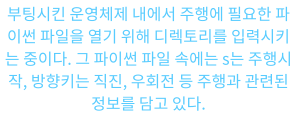 부팅시킨 운영체제 내에서 주행에 필요한 파
이썬 파일을 열기 위해 디렉토리를 입력시키
는 중이다. 그 파이썬 파일 속에는 s는 주행시
작, 방향키는 직진, 우회전 등 주행과 관련된
정보를 담고 있다.